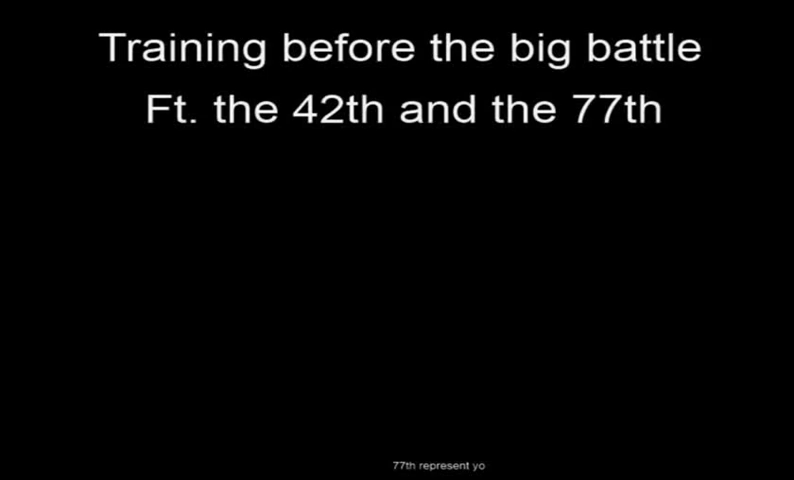 Training before the big battle
Ft. the 42th and the 77th
77th represent yo